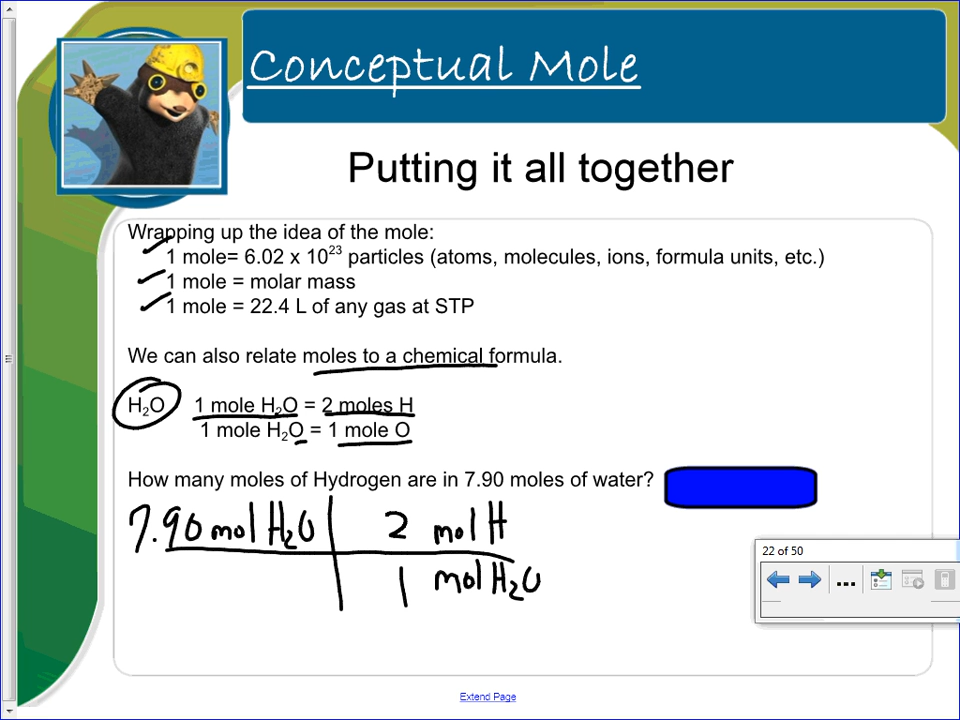 Conceptual Mole
Putting it all together
Wrapping up the idea of the mole:
1 mole= 6.02 x 10²³ particles (atoms, molecules, ions, formula units, etc.)
1 mole = molar mass
1 mole = 22.4 L of any gas at STP
We can also relate moles to a chemical formula.
H₂O 1 mole H₂O = 2 moles H
1 mole H₂O = 1 mole O
How many moles of Hydrogen are in 7.90 moles of water?
7.90 mol H₂O 2 mol H
1 mol H₂O
22 of 50
...
Extend Page